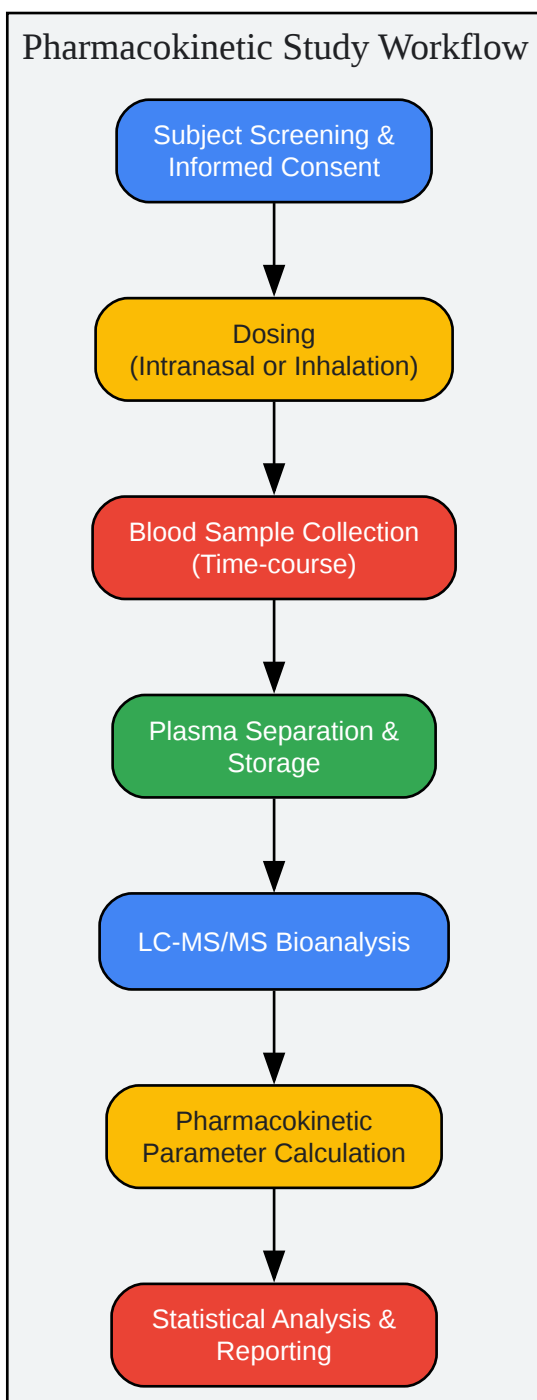 Pharmacokinetic Study Workflow
Subject Screening &
Informed Consent
Dosing
(Intranasal or Inhalation)
Blood Sample Collection
(Time-course)
Plasma Separation &
Storage
LC-MS/MS Bioanalysis
Pharmacokinetic
Parameter Calculation
Statistical Analysis &
Reporting